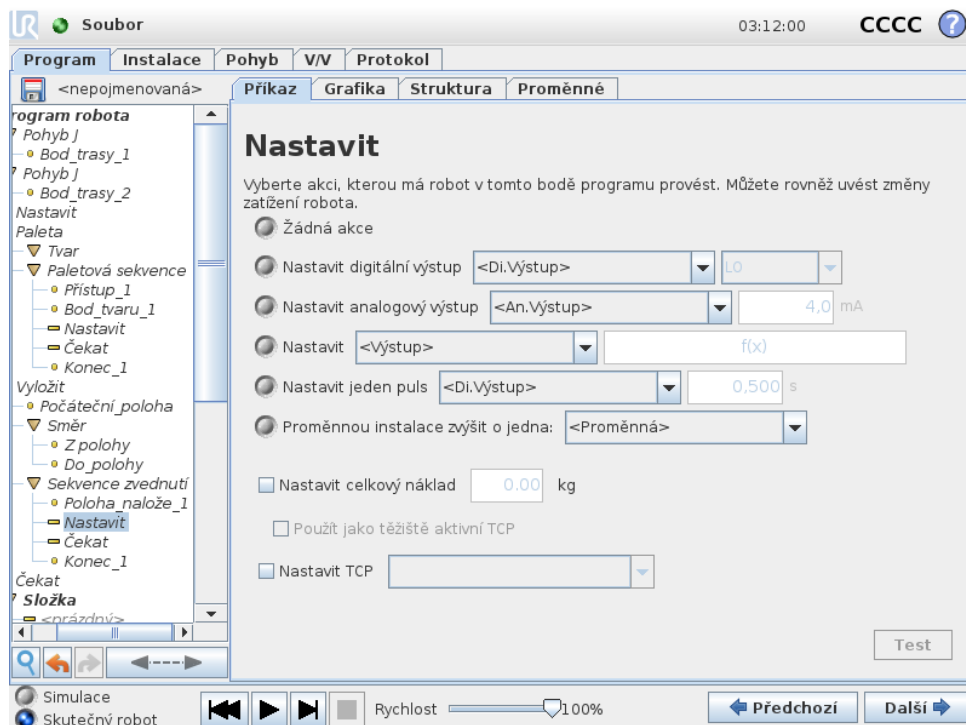 UR Soubor 03:12:00 CCCC ?
Program Instalace Pohyb V/V Protokol
<nepojmenovaná> Příkaz Grafika Struktura Proměnné
rogram robota
Pohyb J
Bod_trasy_1
Pohyb J
Bod_trasy_2
Nastavit
Paleta
Tvar
Paletová sekvence
Přístup_1
Bod_tvaru_1
Nastavit
Čekat
Konec_1
Vyložit
Počáteční_poloha
Směr
Z polohy
Do_polohy
Sekvence zvednutí
Poloha_nalože_1
Nastavit
Čekat
Konec_1
Čekat
Složka
<prázdný>
Nastavit
Vyberte akci, kterou má robot v tomto bodě programu provést. Můžete rovněž uvést změny
zatížení robota.
Žádná akce
Nastavit digitální výstup <Di.Výstup> L0
Nastavit analogový výstup <An.Výstup> 4,0 mA
Nastavit <Výstup> f(x)
Nastavit jeden puls <Di.Výstup> 0,500 s
Proměnnou instalace zvýšit o jedna: <Proměnná>
Nastavit celkový náklad 0.00 kg
Použít jako těžiště aktivní TCP
Nastavit TCP
Test
Simulace
Skutečný robot
Rychlost 100%
Předchozí Další